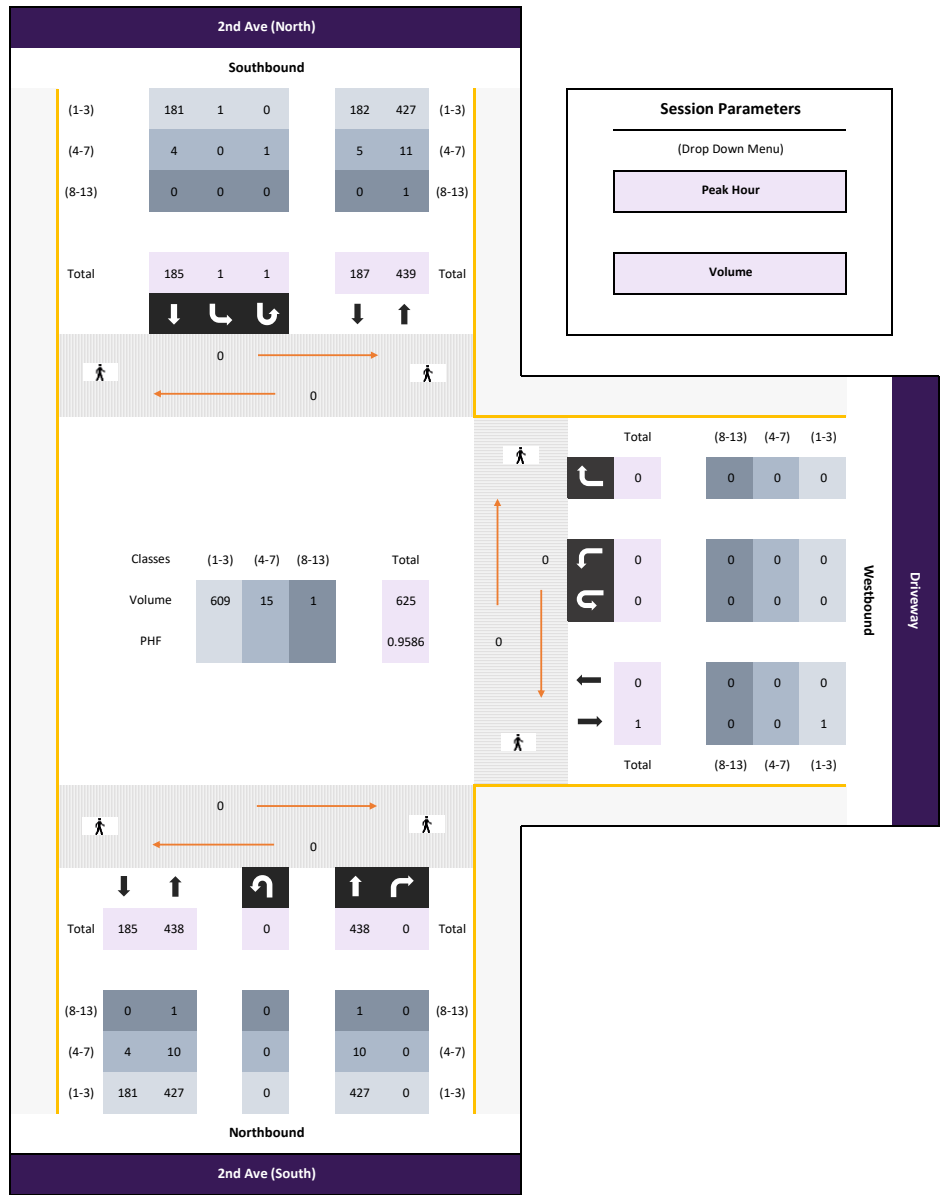 2nd Ave (North)
Southbound
(1-3) 181 1 0 182 427 (1-3)
(4-7) 4 0 1 5 11 (4-7)
(8-13) 0 0 0 0 1 (8-13)
Total 185 1 1 187 439 Total
0
0
Session Parameters
(Drop Down Menu)
Peak Hour
Volume
Total (8-13) (4-7) (1-3)
0 0 0 0
0
0 0 0 0
0 0 0 0
0
0 0 0 0
1 0 0 1
Total (8-13) (4-7) (1-3)
Westbound
Driveway
Classes (1-3) (4-7) (8-13) Total
Volume 609 15 1 625
PHF 0.9586
0
0
Total 185 438 0 438 0 Total
(8-13) 0 1 0 1 0 (8-13)
(4-7) 4 10 0 10 0 (4-7)
(1-3) 181 427 0 427 0 (1-3)
Northbound
2nd Ave (South)